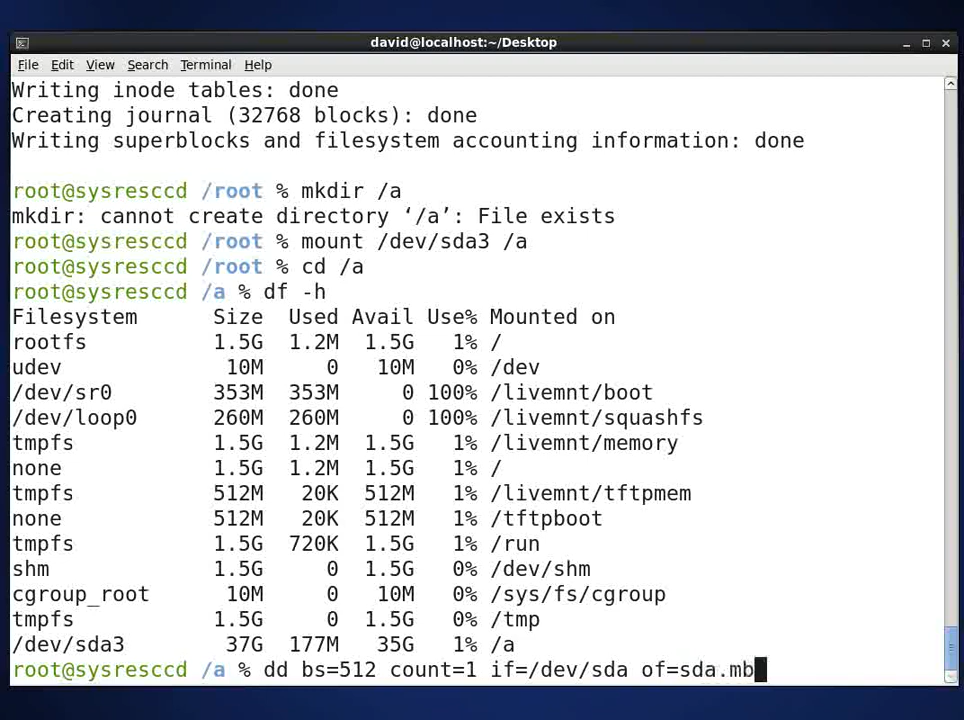 david@localhost:~/Desktop
File Edit View Search Terminal Help
Writing inode tables: done
Creating journal (32768 blocks): done
Writing superblocks and filesystem accounting information: done
root@sysresccd /root % mkdir /a
mkdir: cannot create directory ‘/a’: File exists
root@sysresccd /root % mount /dev/sda3 /a
root@sysresccd /root % cd /a
root@sysresccd /a % df -h
Filesystem Size Used Avail Use% Mounted on
rootfs 1.5G 1.2M 1.5G 1% /
udev 10M 0 10M 0% /dev
/dev/sr0 353M 353M 0 100% /livemnt/boot
/dev/loop0 260M 260M 0 100% /livemnt/squashfs
tmpfs 1.5G 1.2M 1.5G 1% /livemnt/memory
none 1.5G 1.2M 1.5G 1% /
tmpfs 512M 20K 512M 1% /livemnt/tftpmem
none 512M 20K 512M 1% /tftpboot
tmpfs 1.5G 720K 1.5G 1% /run
shm 1.5G 0 1.5G 0% /dev/shm
cgroup_root 10M 0 10M 0% /sys/fs/cgroup
tmpfs 1.5G 0 1.5G 0% /tmp
/dev/sda3 37G 177M 35G 1% /a
root@sysresccd /a % dd bs=512 count=1 if=/dev/sda of=sda.mb